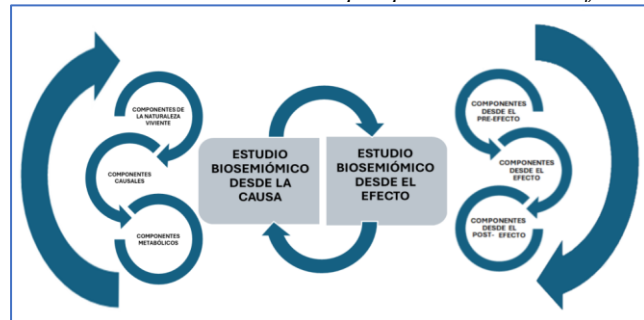 COMPONENTES DE
LA NATURALEZA
VIVIENTE
COMPONENTES
CAUSALES
COMPONENTES
METABÓLICOS
ESTUDIO
BIOSEMIÓMICO
DESDE LA
CAUSA
ESTUDIO
BIOSEMIÓMICO
DESDE EL
EFECTO
COMPONENTES
DESDE EL
PRE-EFECTO
COMPONENTES
DESDE EL
EFECTO
COMPONENTES
DESDE EL
POST- EFECTO